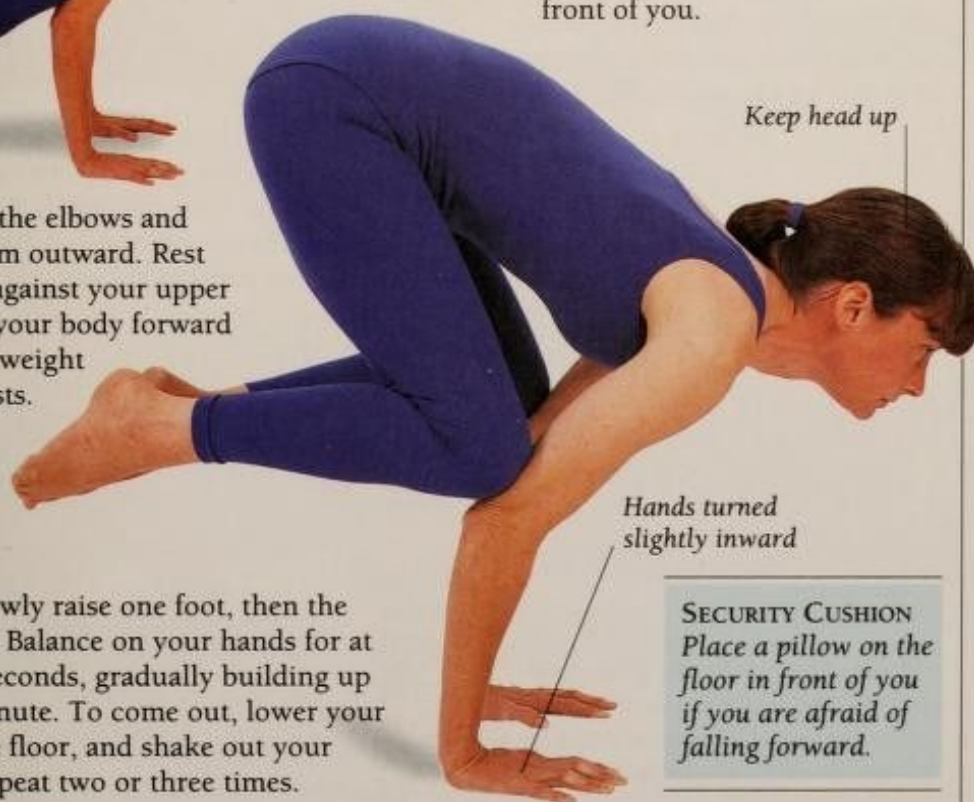 front of you.
Keep head up
the elbows and
m outward. Rest
against your upper
your body forward
weight
sts.
Hands turned
slightly inward
wly raise one foot, then the
Balance on your hands for at
econds, gradually building up
nute. To come out, lower your
floor, and shake out your
peat two or three times.
SECURITY CUSHION
Place a pillow on the
floor in front of you
if you are afraid of
falling forward.